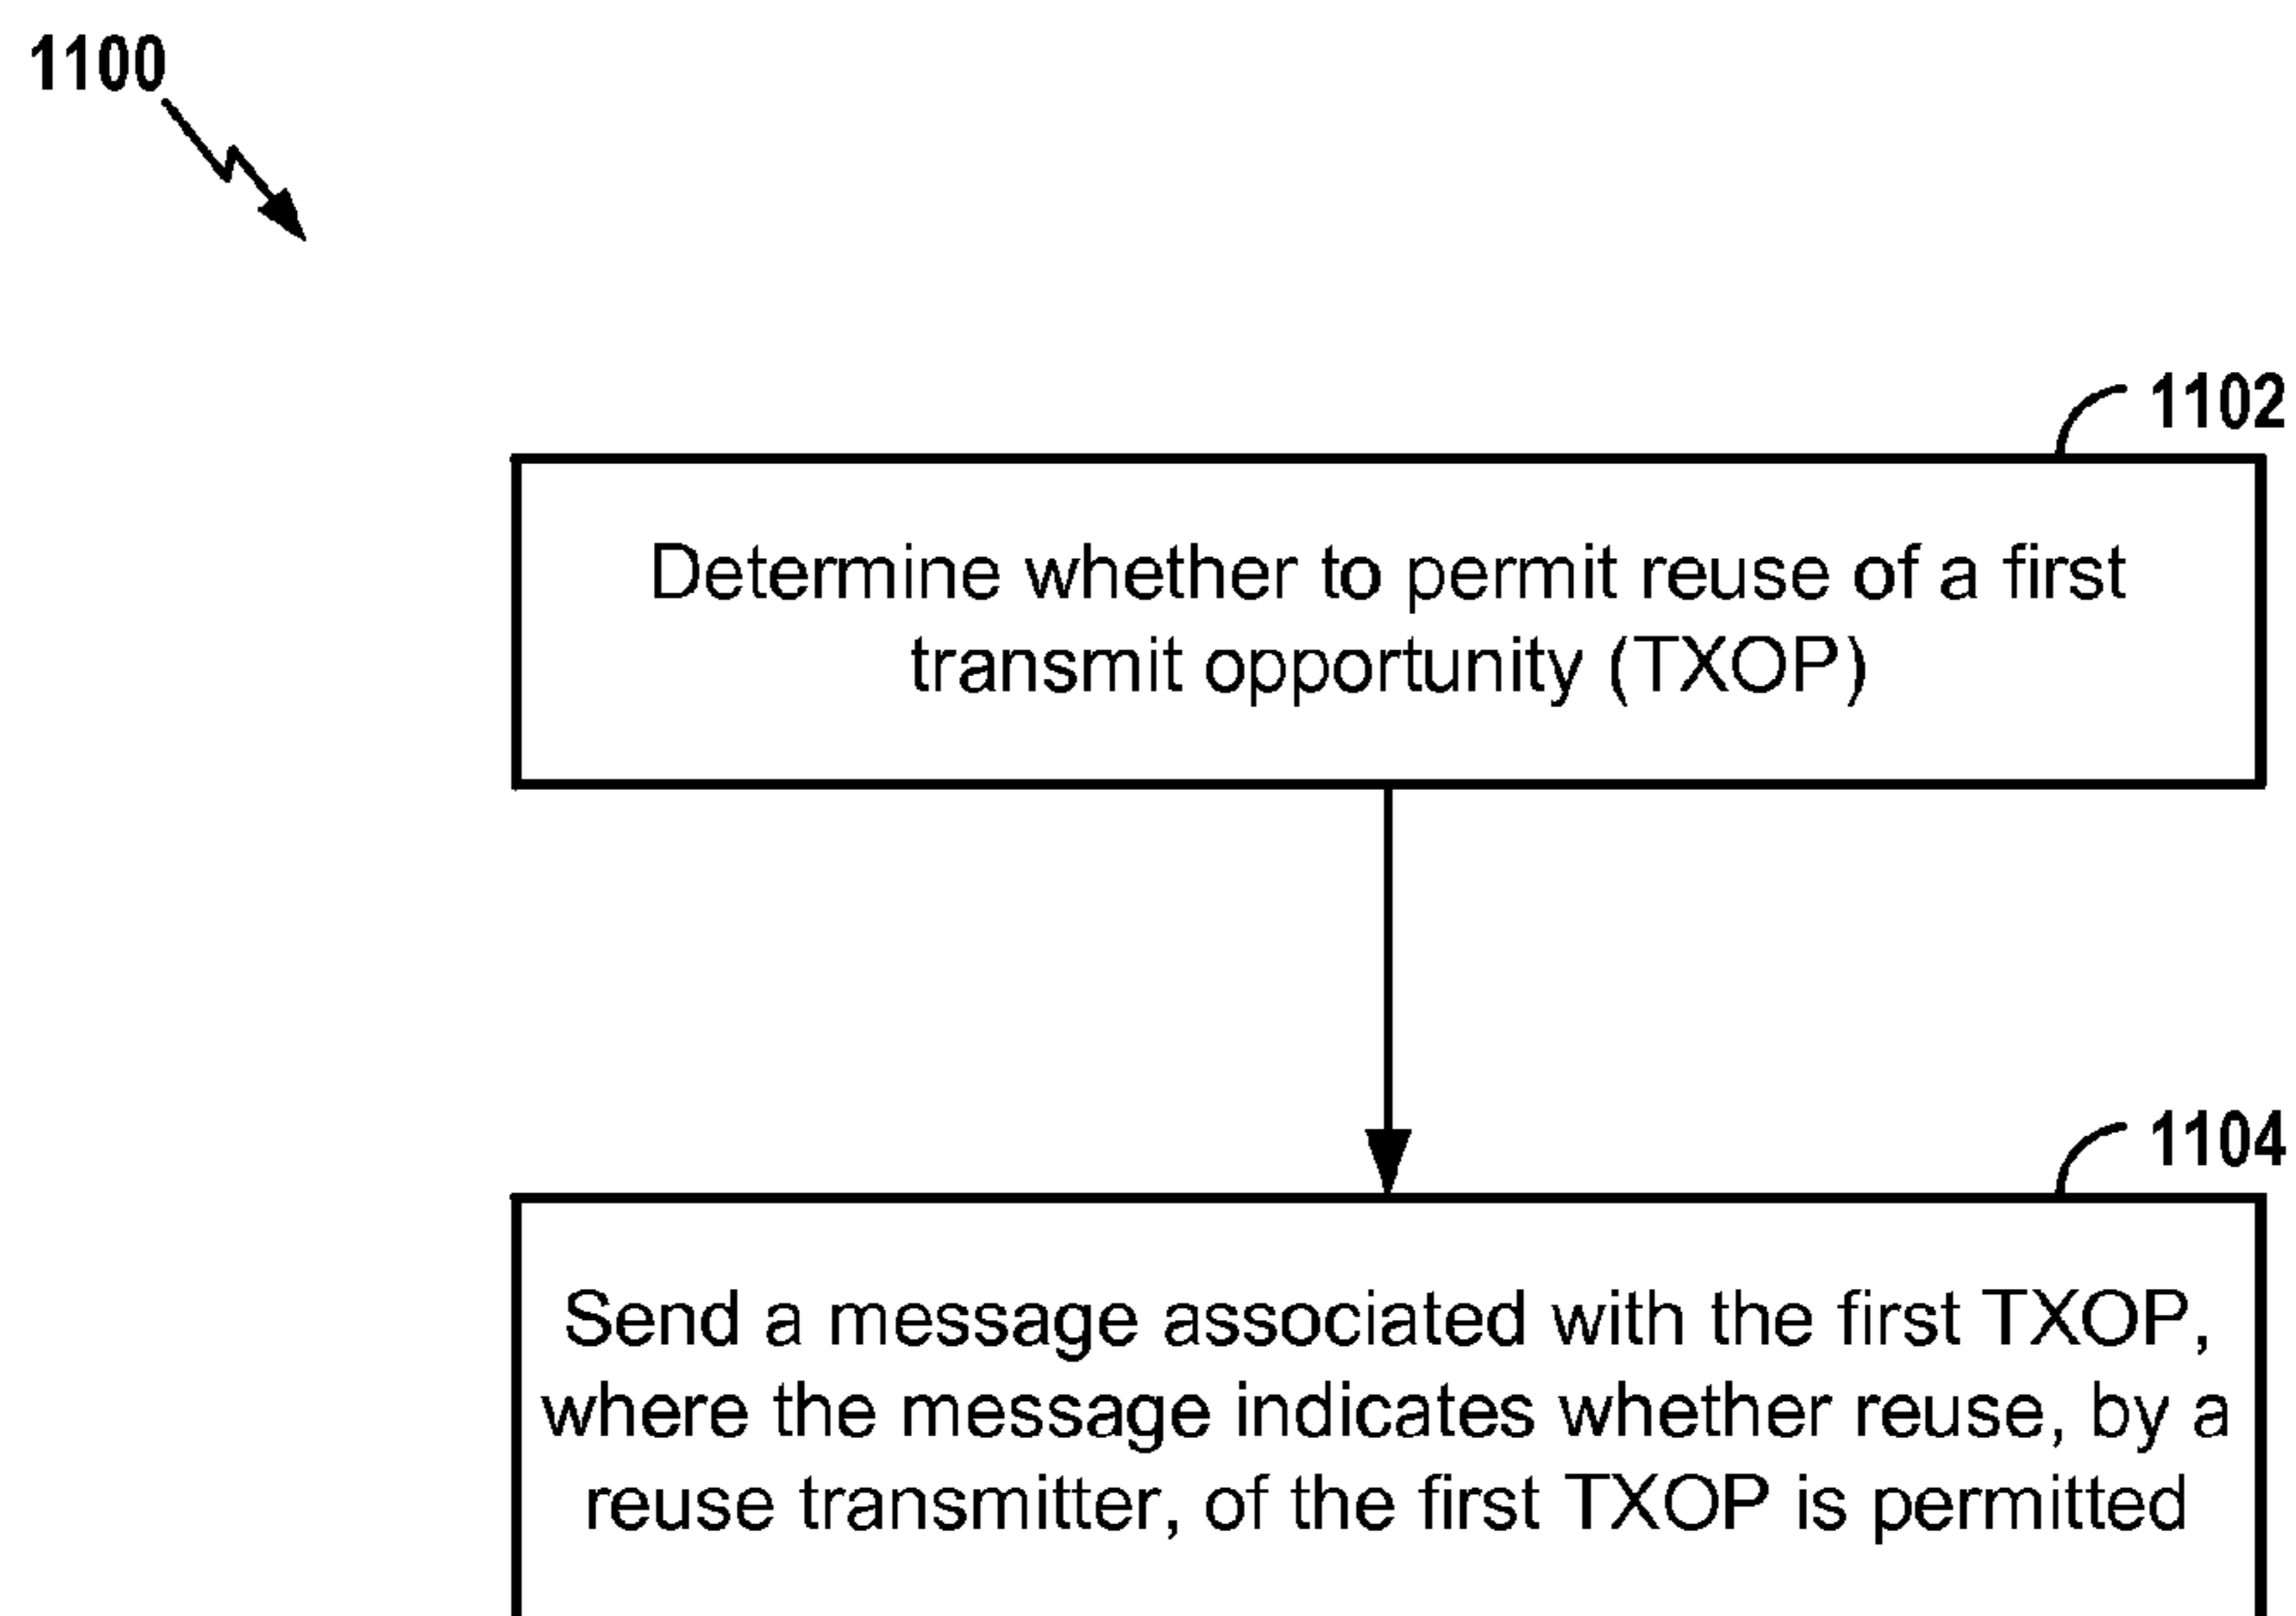 1100
1102
Determine whether to permit reuse of a first
transmit opportunity (TXOP)
1104
Send a message associated with the first TXOP,
where the message indicates whether reuse, by a
reuse transmitter, of the first TXOP is permitted